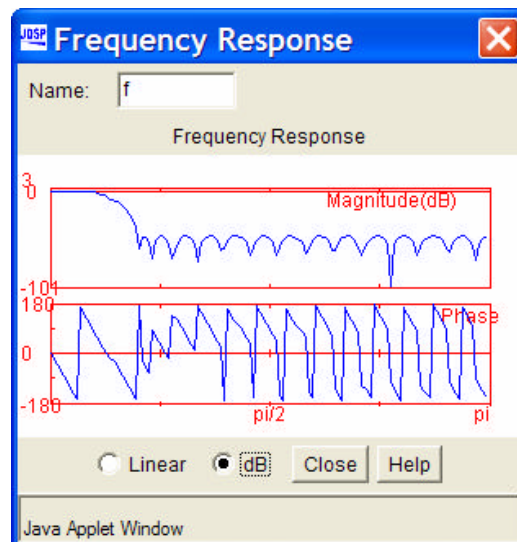 JDSP Frequency Response
Name: f
Frequency Response
3
0
Magnitude(dB)
-101
180
Phase
0
-180
pi/2
pi
Linear dB Close Help
Java Applet Window